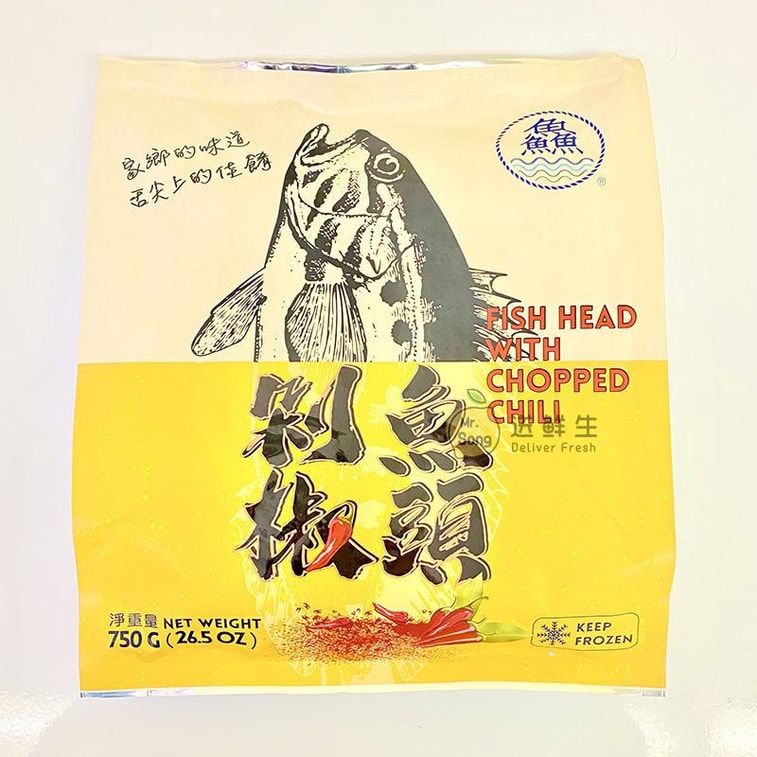 家鄉的味道
舌尖上的佳餚
鱻
®
FISH HEAD
WITH
CHOPPED
CHILI
剁椒
魚頭
Mr.
Song
送鲜生
Deliver Fresh
淨重量 NET WEIGHT
750 G (26.5 OZ)
KEEP
FROZEN